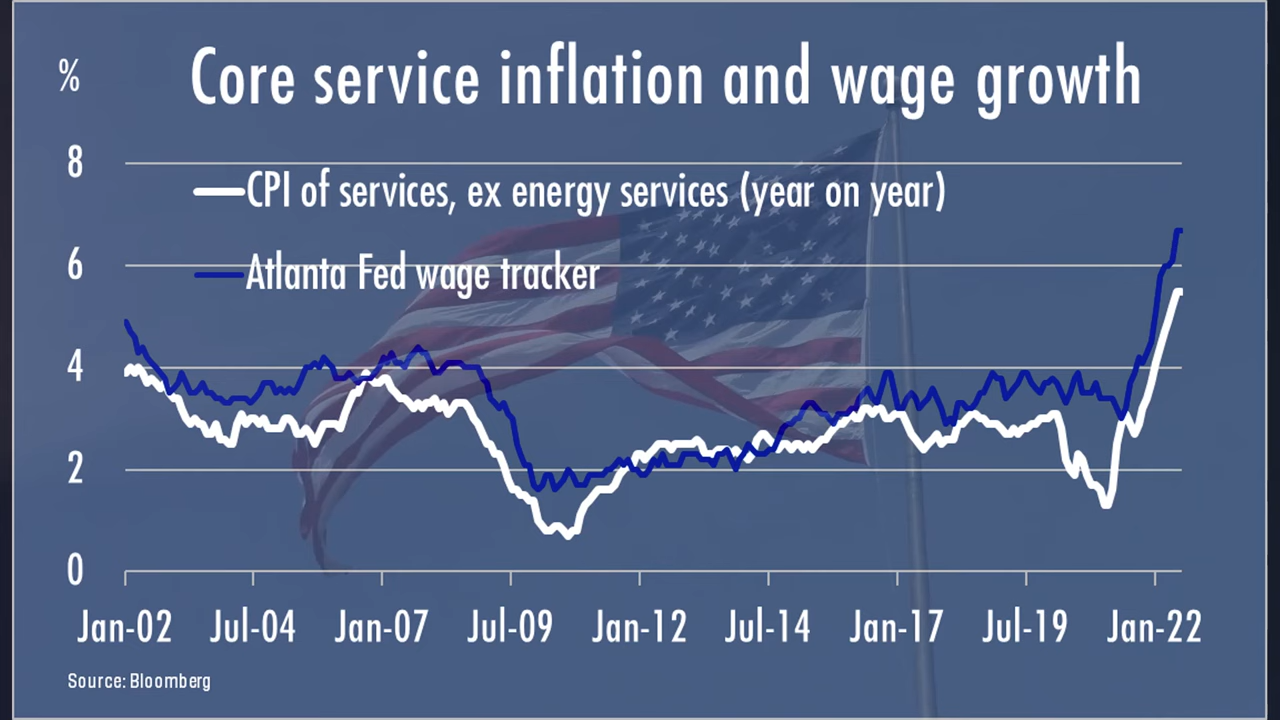 %
Core service inflation and wage growth
8
CPI of services, ex energy services (year on year)
6
Atlanta Fed wage tracker
4
2
0
Jan-02 Jul-04 Jan-07 Jul-09 Jan-12 Jul-14 Jan-17 Jul-19 Jan-22
Source: Bloomberg